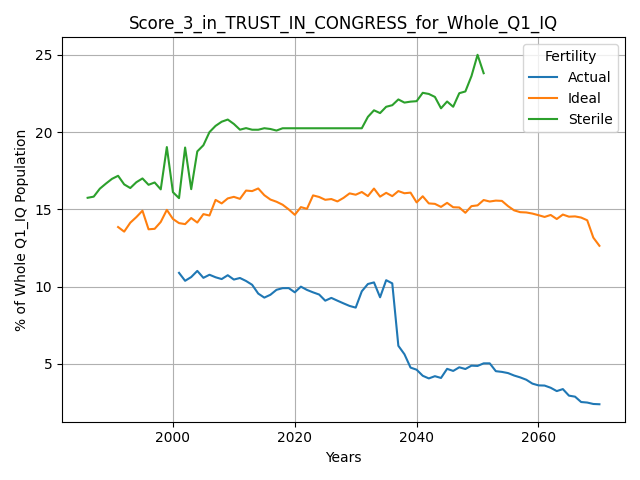 Score_3_in_TRUST_IN_CONGRESS_for_Whole_Q1_IQ
% of Whole Q1_IQ Population
25
20
15
10
5
Fertility
Actual
Ideal
Sterile
2000 2020 2040 2060
Years